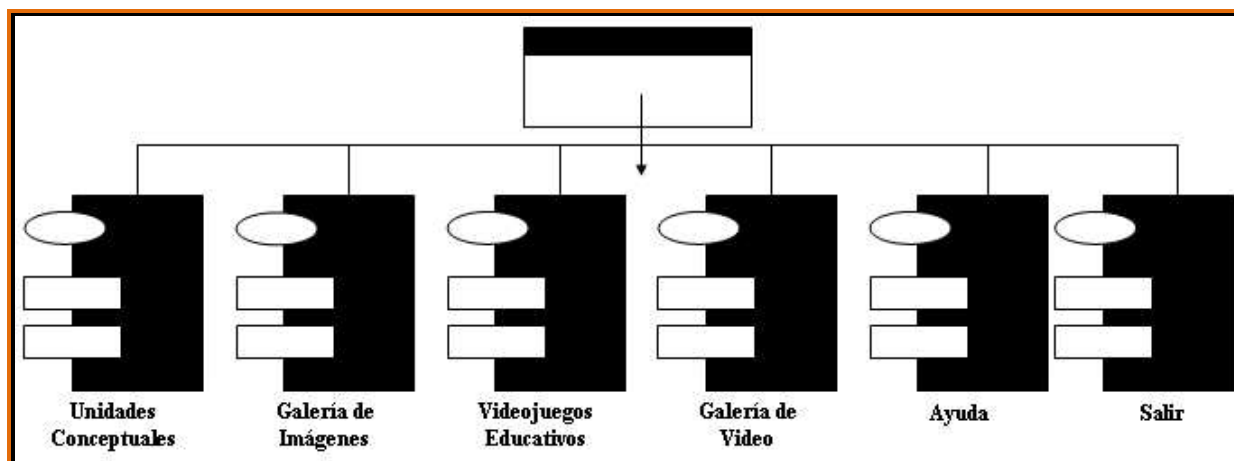 Unidades
Conceptuales
Galería de
Imágenes
Videojuegos
Educativos
Galería de
Video
Ayuda
Salir